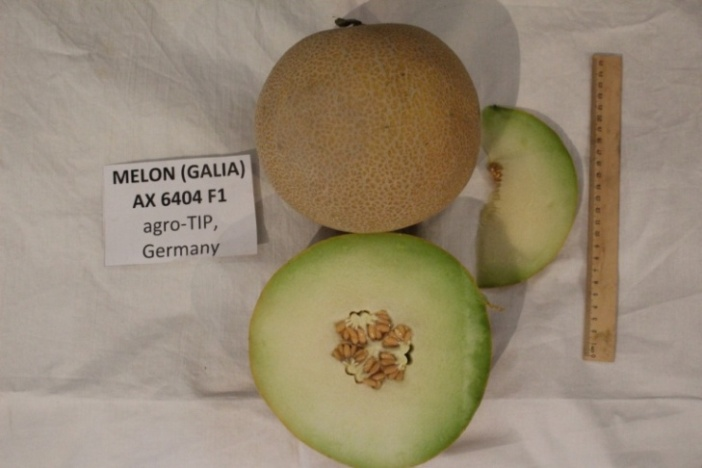 MELON (GALIA)
AX 6404 F1
agro-TIP,
Germany